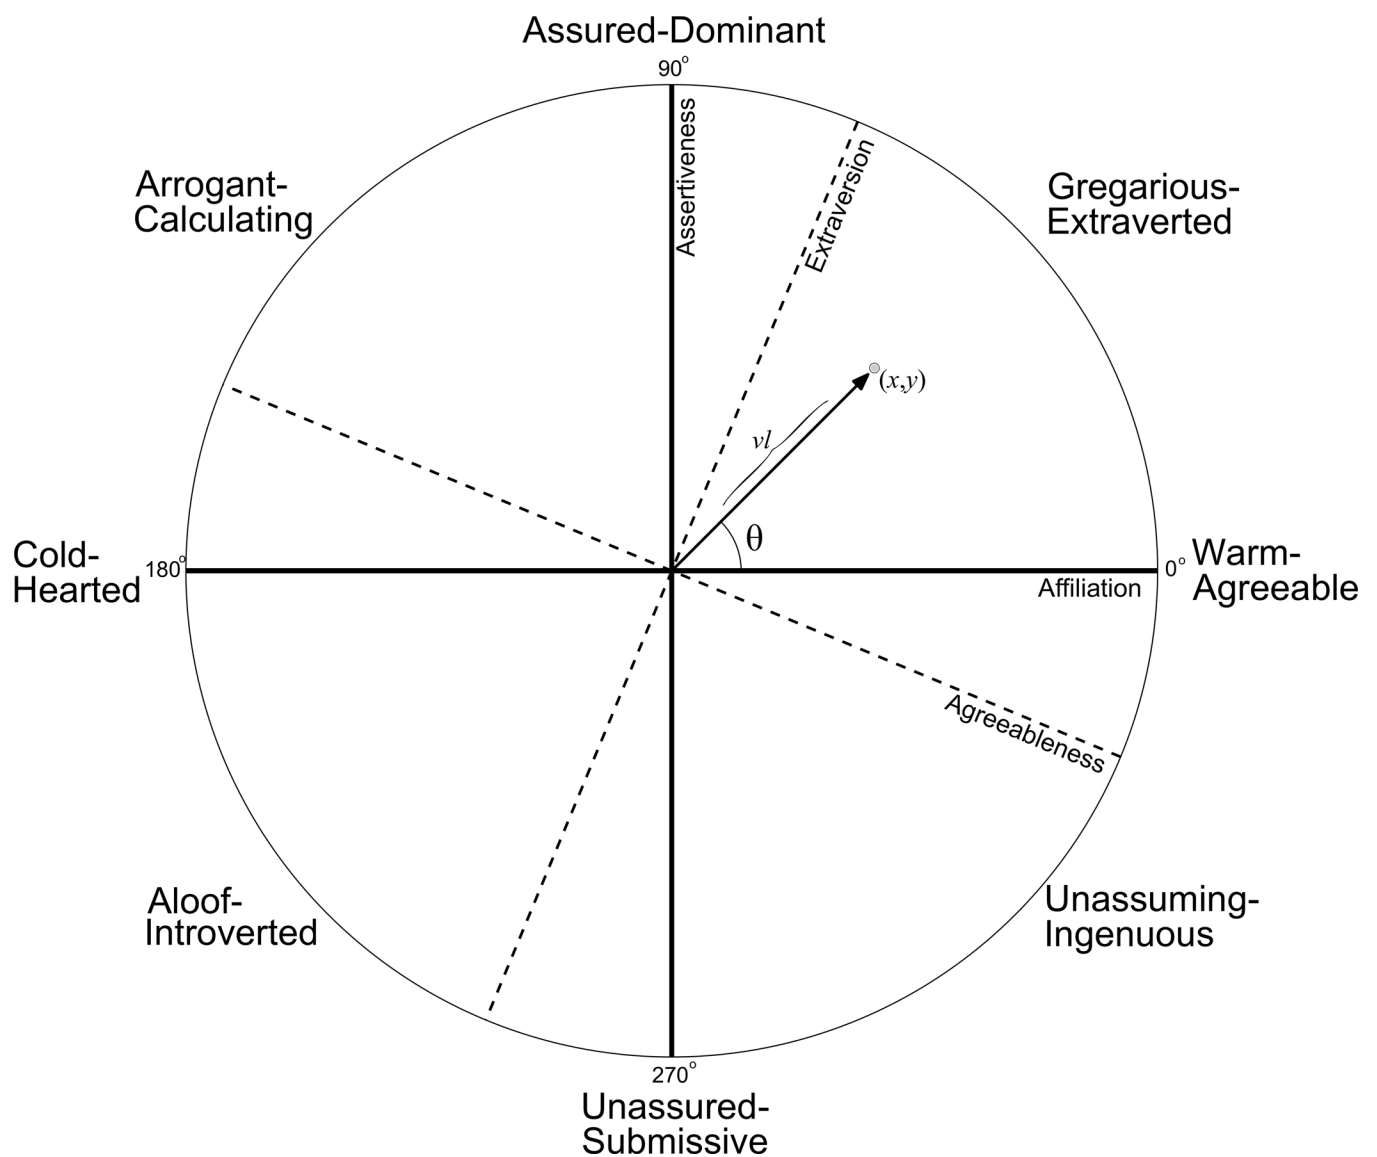 Assured-Dominant
90°
Assertiveness
Extraversion
Arrogant-
Calculating
Gregarious-
Extraverted
(x,y)
vl
θ
Cold-
Hearted
180°
0°
Warm-
Agreeable
Affiliation
Agreeableness
Aloof-
Introverted
Unassuming-
Ingenuous
270°
Unassured-
Submissive